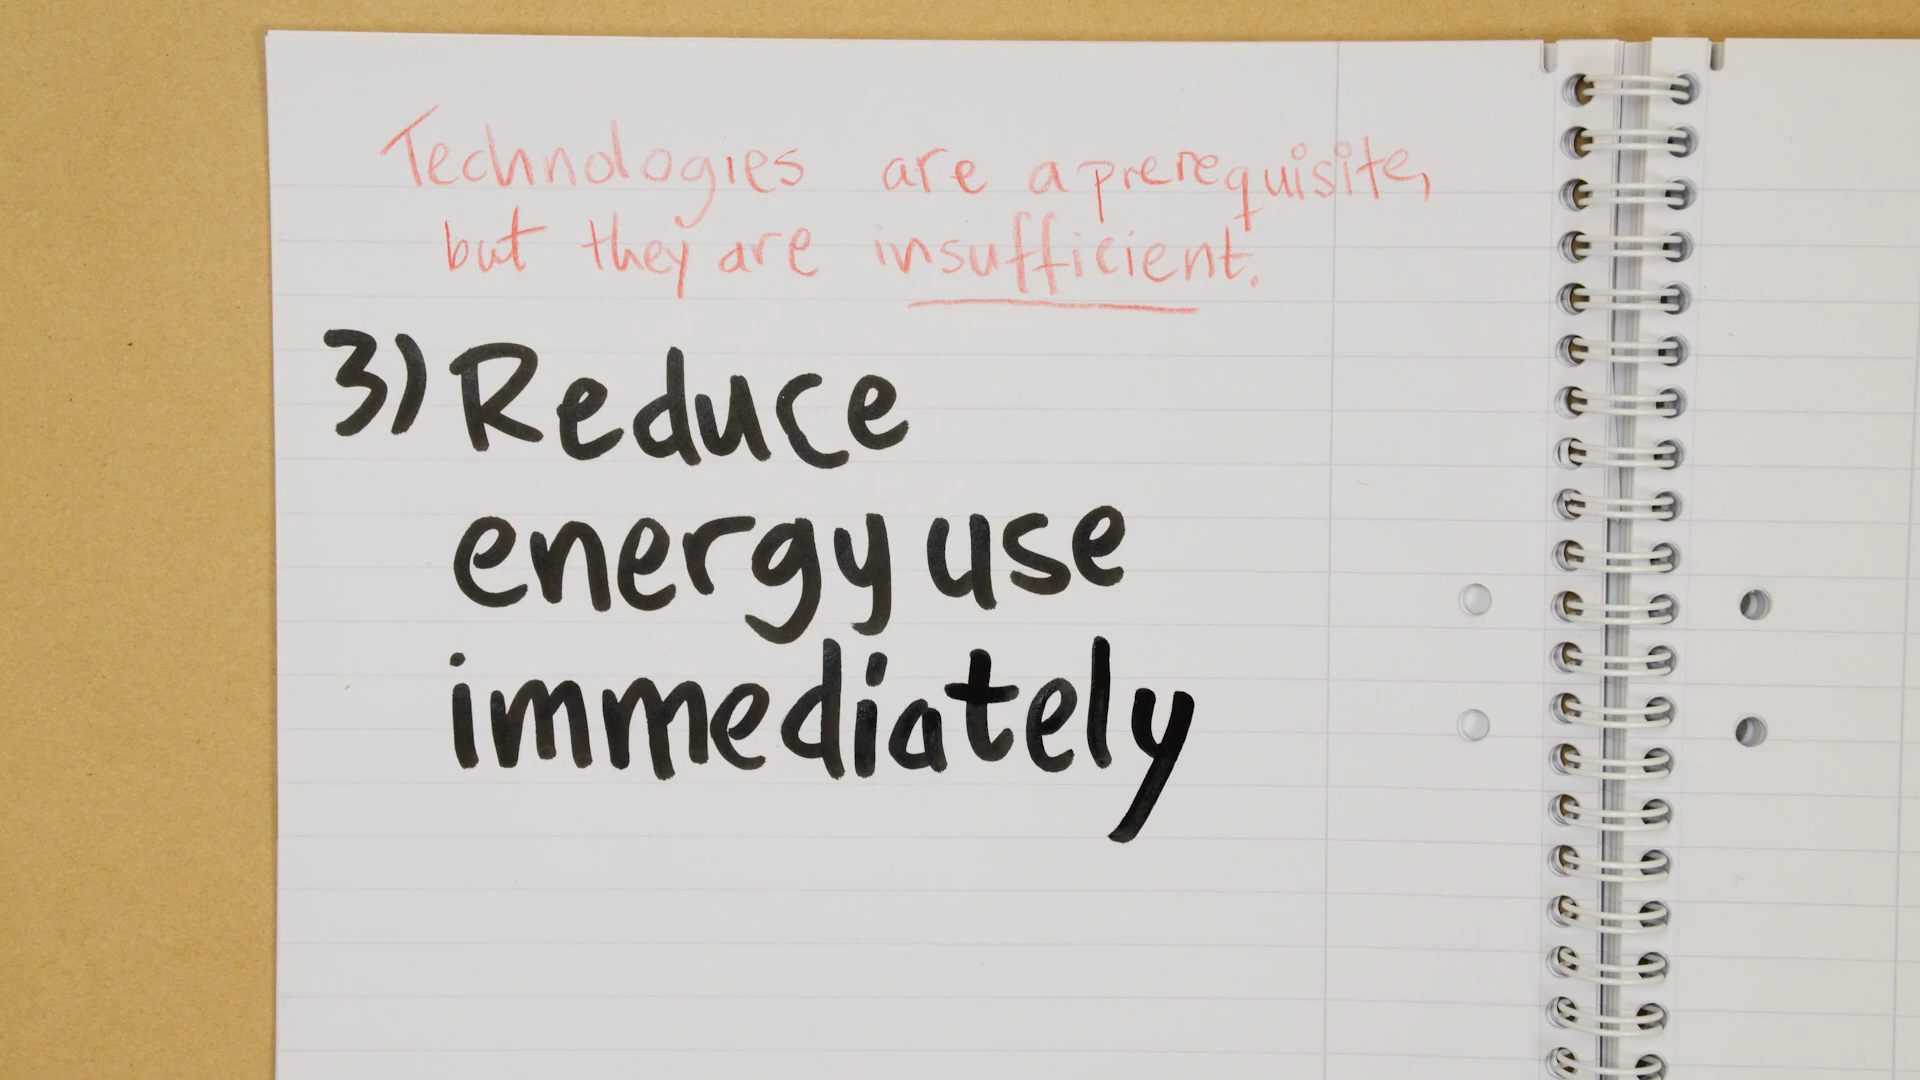 Technologies are a prerequisite,
but they are insufficient.
3) Reduce
energy use
immediately